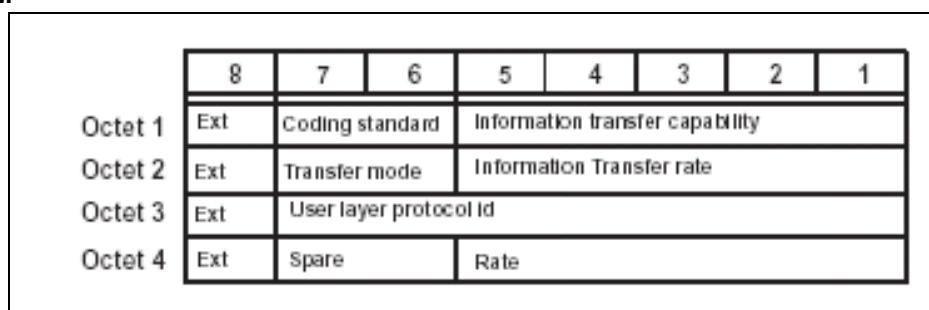 8 7 6 5 4 3 2 1
Octet 1 Ext Coding standard Information transfer capability
Octet 2 Ext Transfer mode Information Transfer rate
Octet 3 Ext User layer protocol id
Octet 4 Ext Spare Rate